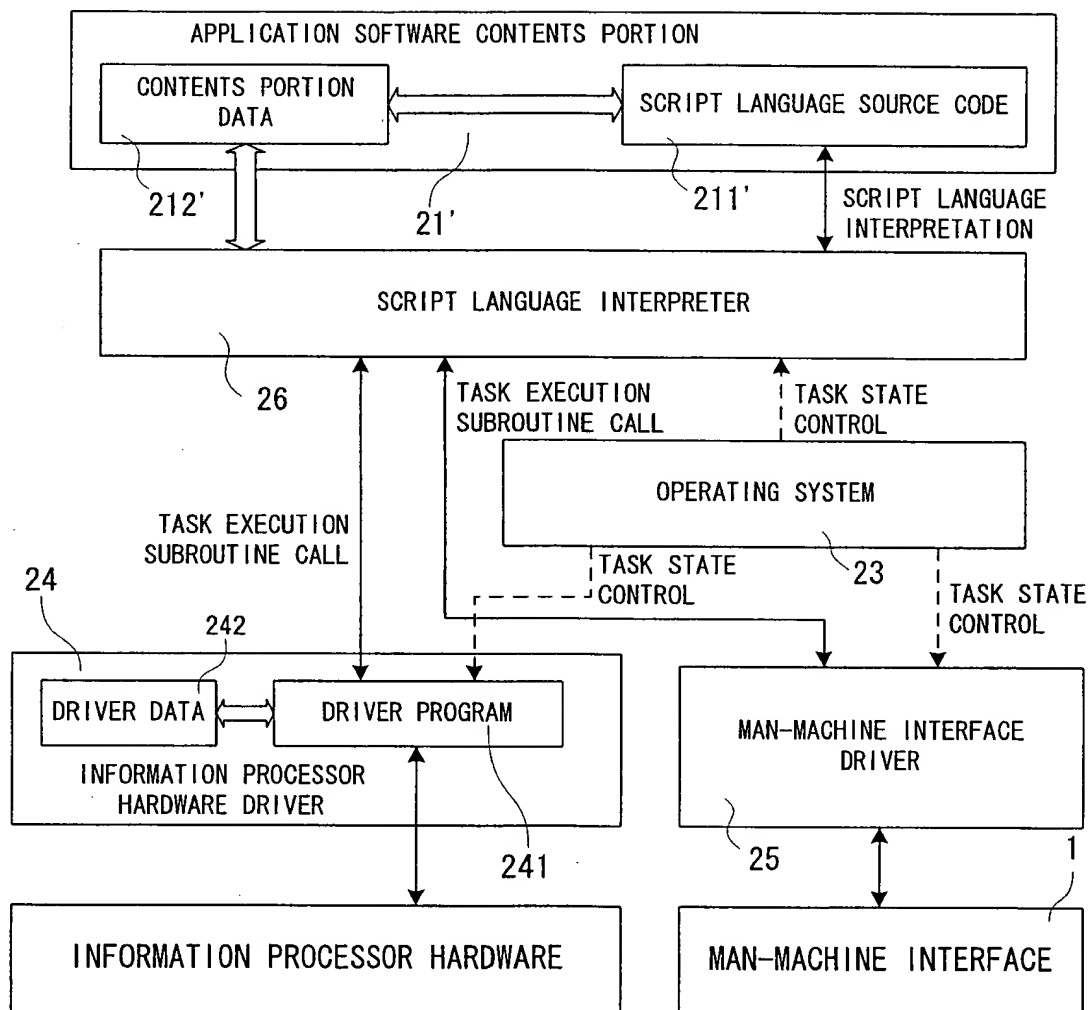 APPLICATION SOFTWARE CONTENTS PORTION
CONTENTS PORTION
DATA
SCRIPT LANGUAGE SOURCE CODE
212'
21'
211'
SCRIPT LANGUAGE
INTERPRETATION
SCRIPT LANGUAGE INTERPRETER
26
TASK EXECUTION
SUBROUTINE CALL
TASK STATE
CONTROL
OPERATING SYSTEM
23
TASK EXECUTION
SUBROUTINE CALL
TASK STATE
CONTROL
TASK STATE
CONTROL
24
242
DRIVER DATA
DRIVER PROGRAM
INFORMATION PROCESSOR
HARDWARE DRIVER
241
MAN-MACHINE INTERFACE
DRIVER
25
1
INFORMATION PROCESSOR HARDWARE
MAN-MACHINE INTERFACE